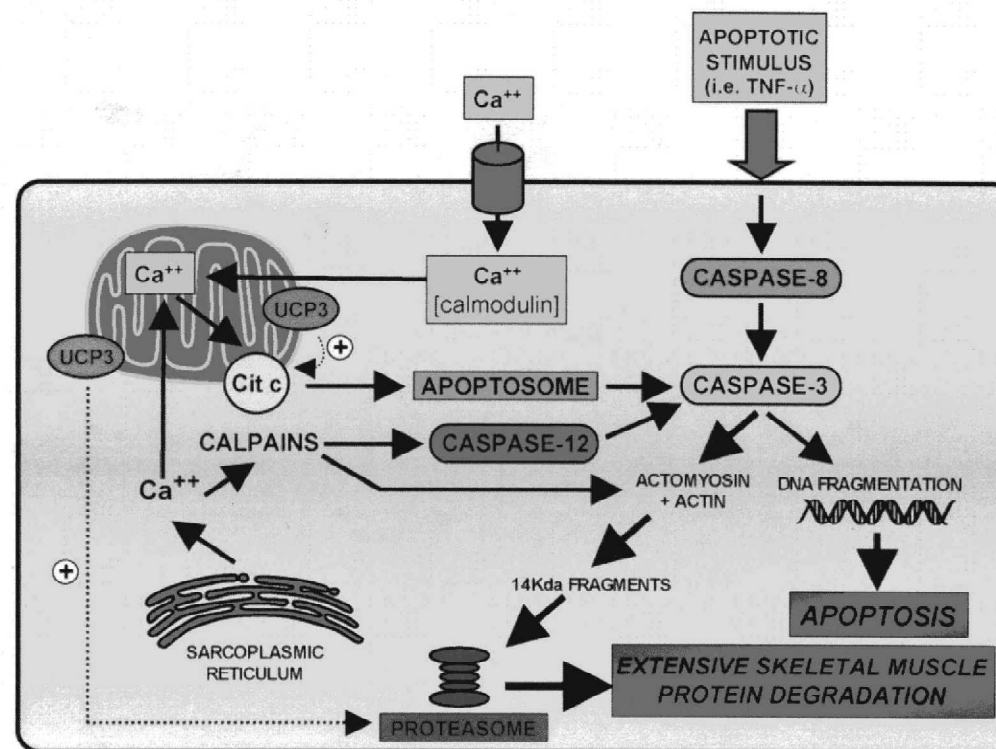 APOPTOTIC
STIMULUS
(i.e. TNF-α)
Ca++
CASPASE-8
Ca++
Ca++
[calmodulin]
UCP3
UCP3
+
Cit c
APOPTOSOME
CASPASE-3
CALPAINS
CASPASE-12
Ca++
ACTOMYOSIN
+ ACTIN
DNA FRAGMENTATION
+
14Kda FRAGMENTS
SARCOPLASMIC
RETICULUM
APOPTOSIS
EXTENSIVE SKELETAL MUSCLE
PROTEIN DEGRADATION
PROTEASOME